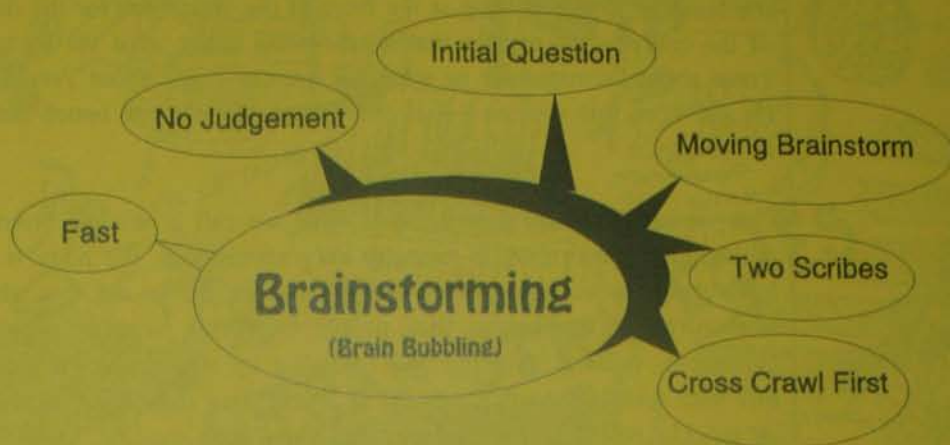 Initial Question
No Judgement
Moving Brainstorm
Fast
Two Scribes
Brainstorming
(Brain Bubbling)
Cross Crawl First